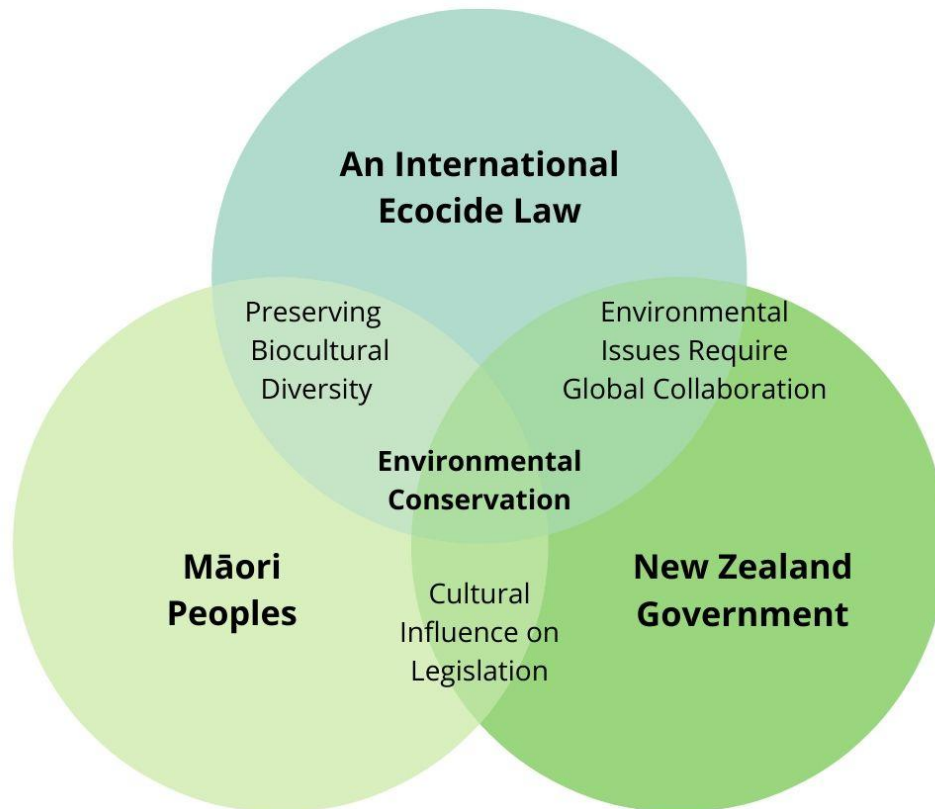 An International
Ecocide Law
Preserving
Biocultural
Diversity
Environmental
Issues Require
Global Collaboration
Environmental
Conservation
Māori
Peoples
New Zealand
Government
Cultural
Influence on
Legislation